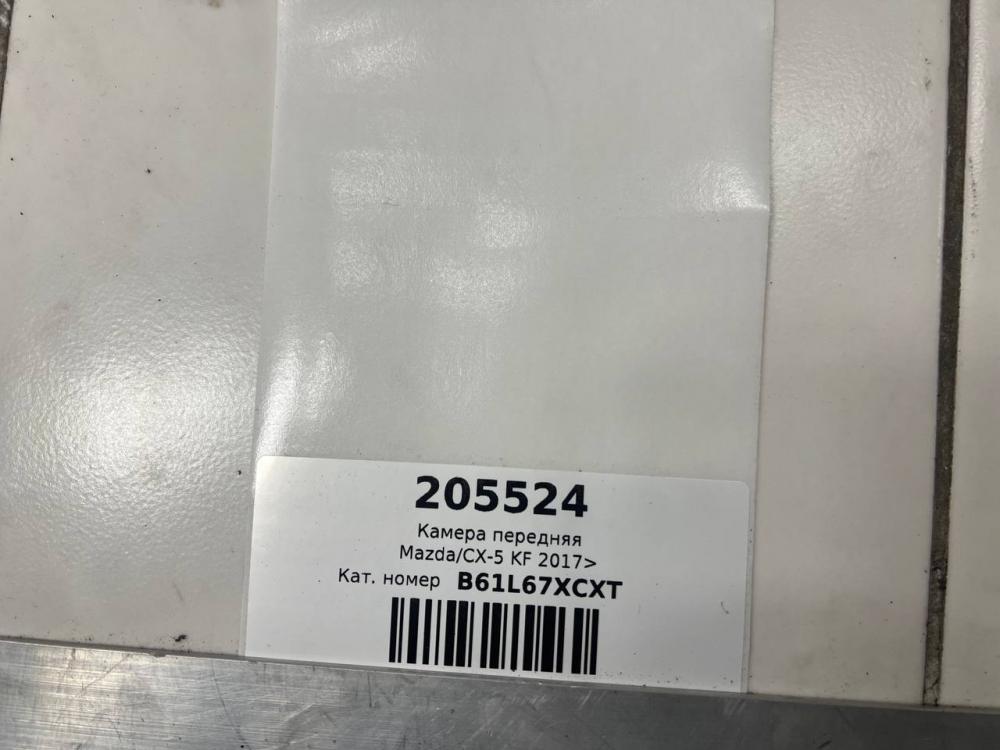 205524
Камера передняя
Mazda/CX-5 KF 2017>
Кат. номер B61L67XCXT